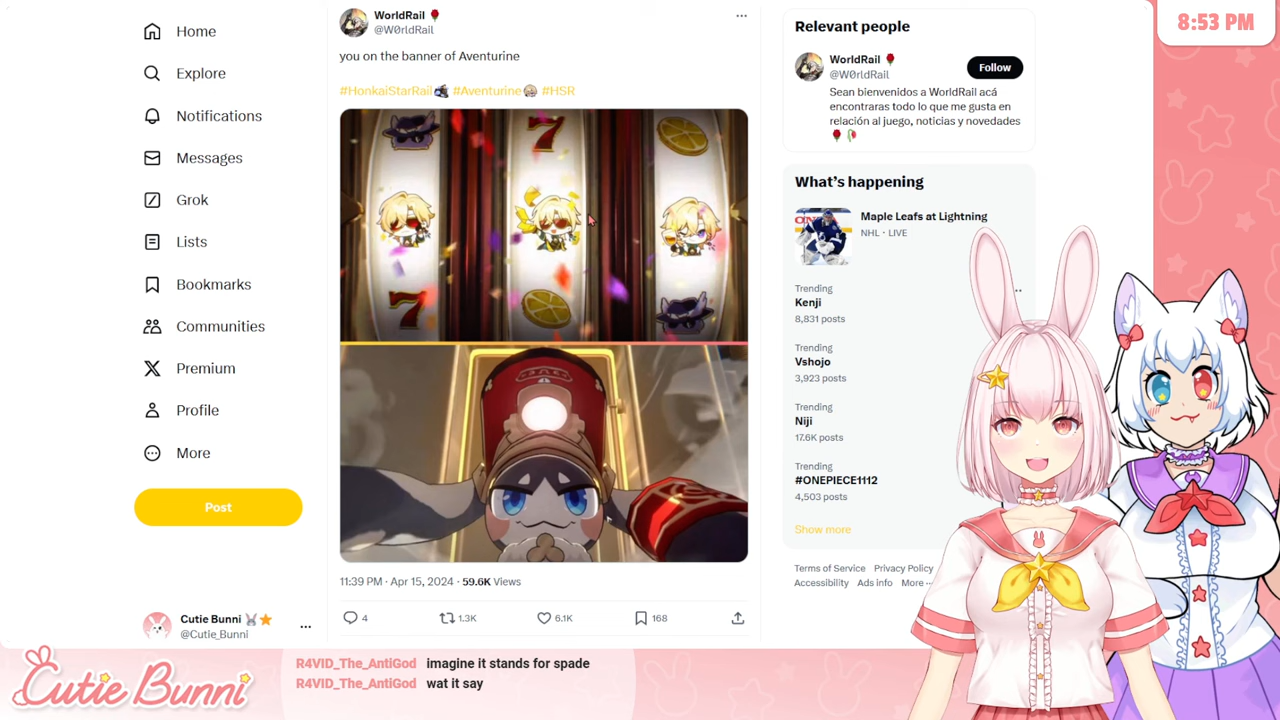 Home
Explore
Notifications
Messages
Grok
Lists
Bookmarks
Communities
Premium
Profile
More
Post
Cutie Bunni
@Cutie_Bunni
WorldRail
@W0rldRail
you on the banner of Aventurine
#HonkaiStarRail #Aventurine #HSR
7
7
11:39 PM · Apr 15, 2024 · 59.6K Views
4
1.3K
6.1K
168
Relevant people
WorldRail
@W0rldRail
Follow
Sean bienvenidos a WorldRail acá
encontraras todo lo que me gusta en
relación al juego, noticias y novedades
What's happening
Maple Leafs at Lightning
NHL · LIVE
Trending
Kenji
8,831 posts
Trending
Vshojo
3,923 posts
Trending
Niji
17.6K posts
Trending
#ONEPIECE1112
4,503 posts
Show more
Terms of Service Privacy Policy
Accessibility Ads info More ...
8:53 PM
Cutie Bunni
R4VID_The_AntiGod imagine it stands for spade
R4VID_The_AntiGod wat it say